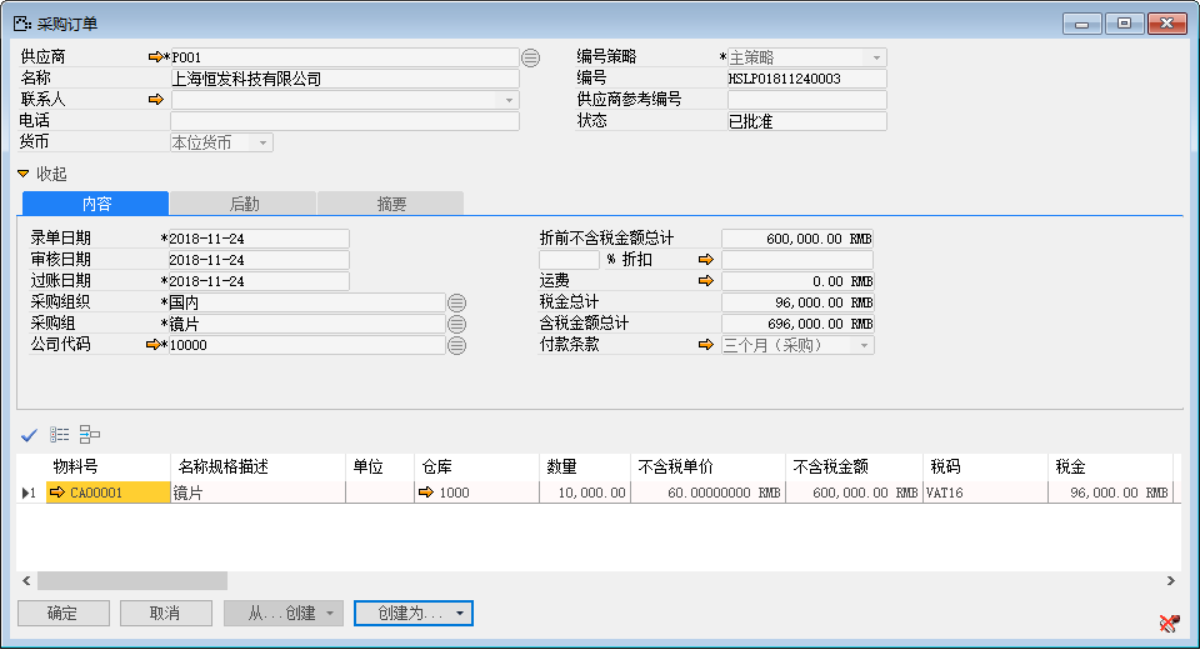 采购订单
供应商 *P001 编号策略 *主策略
名称 上海恒发科技有限公司 编号 HSLPO1811240003
联系人 供应商参考编号
电话 状态 已批准
货币 本位货币
收起
内容 后勤 摘要
录单日期 *2018-11-24 折前不含税金额总计 600,000.00 RMB
审核日期 2018-11-24 % 折扣
过账日期 *2018-11-24 运费 0.00 RMB
采购组织 *国内 税金总计 96,000.00 RMB
采购组 *镜片 含税金额总计 696,000.00 RMB
公司代码 *10000 付款条款 三个月（采购）
物料号 名称规格描述 单位 仓库 数量 不含税单价 不含税金额 税码 税金
1 CA00001 镜片 1000 10,000.00 60.00000000 RMB 600,000.00 RMB VAT16 96,000.00 RMB
确定 取消 从...创建 创建为...